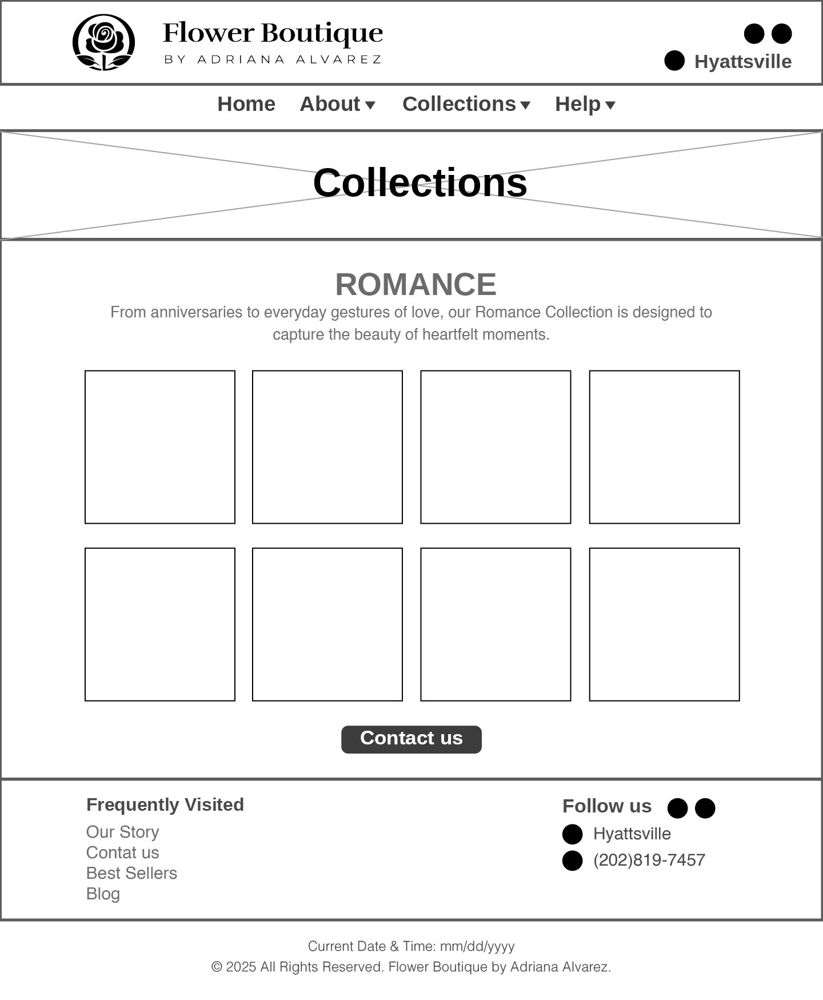 Flower Boutique
BY ADRIANA ALVAREZ
Hyattsville
Home About Collections Help
Collections
ROMANCE
From anniversaries to everyday gestures of love, our Romance Collection is designed to
capture the beauty of heartfelt moments.
Contact us
Frequently Visited
Our Story
Contat us
Best Sellers
Blog
Follow us
Hyattsville
(202)819-7457
Current Date & Time: mm/dd/yyyy
© 2025 All Rights Reserved. Flower Boutique by Adriana Alvarez.